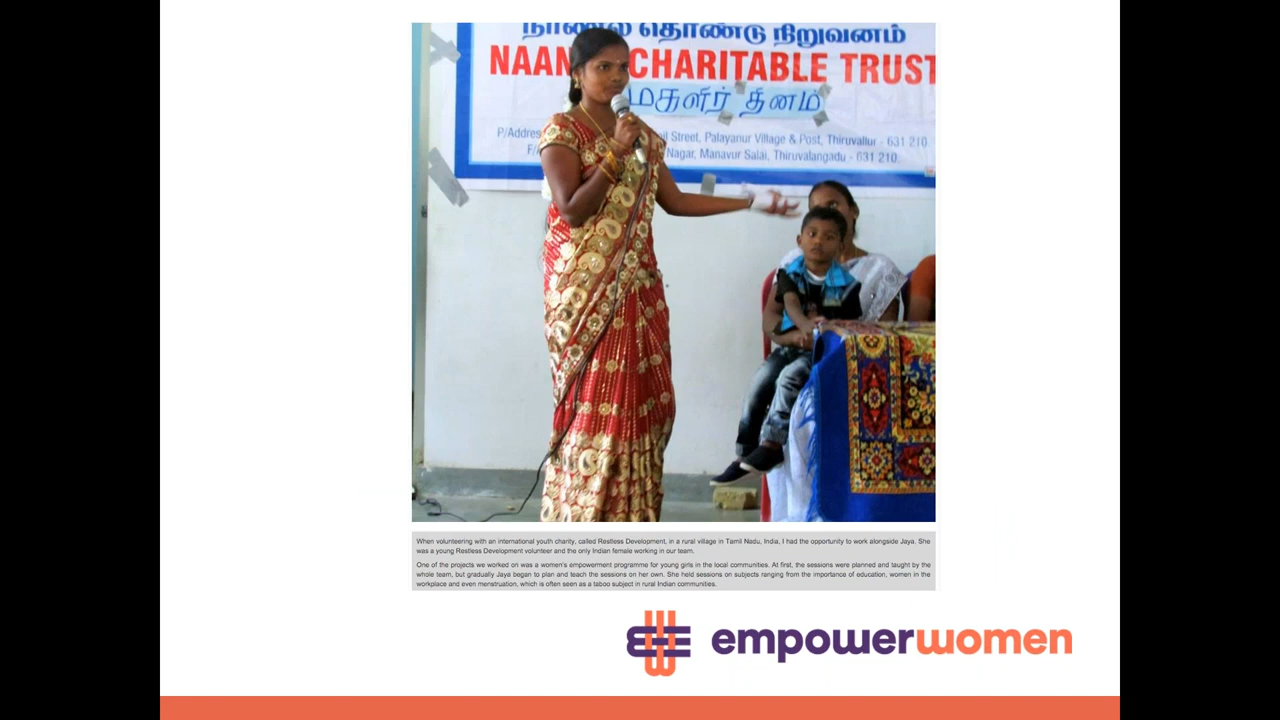 நாணல் தொண்டு நிறுவனம்
CHARITABLE TRUST
மகளிர் தினம்
Street, Palayanur Village & Post, Thiruvallur - 631 210
Nagar, Manavur Salai, Thiruvalangadu - 631 210.
When volunteering with an international youth charity, called Restless Development, in a rural village in Tamil Nadu, India, I had the opportunity to work alongside Jaya. She
was a young Restless Development volunteer and the only Indian female working in our team.
One of the projects we worked on was a women's empowerment programme for young girls in the local communities. At first, the sessions were planned and taught by the
whole team, but gradually Jaya began to plan and teach the sessions on her own. She held sessions on subjects ranging from the importance of education, women in the
workplace and even menstruation, which is often seen as a taboo subject in rural Indian communities.
empowerwomen